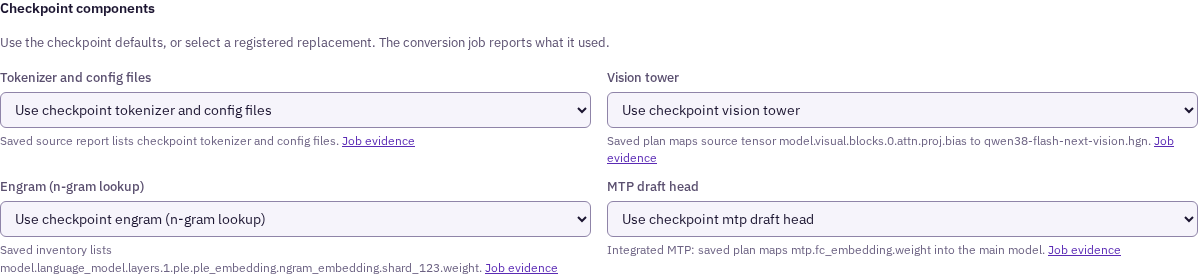 Checkpoint components
Use the checkpoint defaults, or select a registered replacement. The conversion job reports what it used.
Tokenizer and config files
Use checkpoint tokenizer and config files
Saved source report lists checkpoint tokenizer and config files. Job evidence
Vision tower
Use checkpoint vision tower
Saved plan maps source tensor model.visual.blocks.0.attn.proj.bias to qwen38-flash-next-vision.hgn. Job
evidence
Engram (n-gram lookup)
Use checkpoint engram (n-gram lookup)
Saved inventory lists
model.language_model.layers.1.ple.ple_embedding.ngram_embedding.shard_123.weight. Job evidence
MTP draft head
Use checkpoint mtp draft head
Integrated MTP: saved plan maps mtp.fc_embedding.weight into the main model. Job evidence